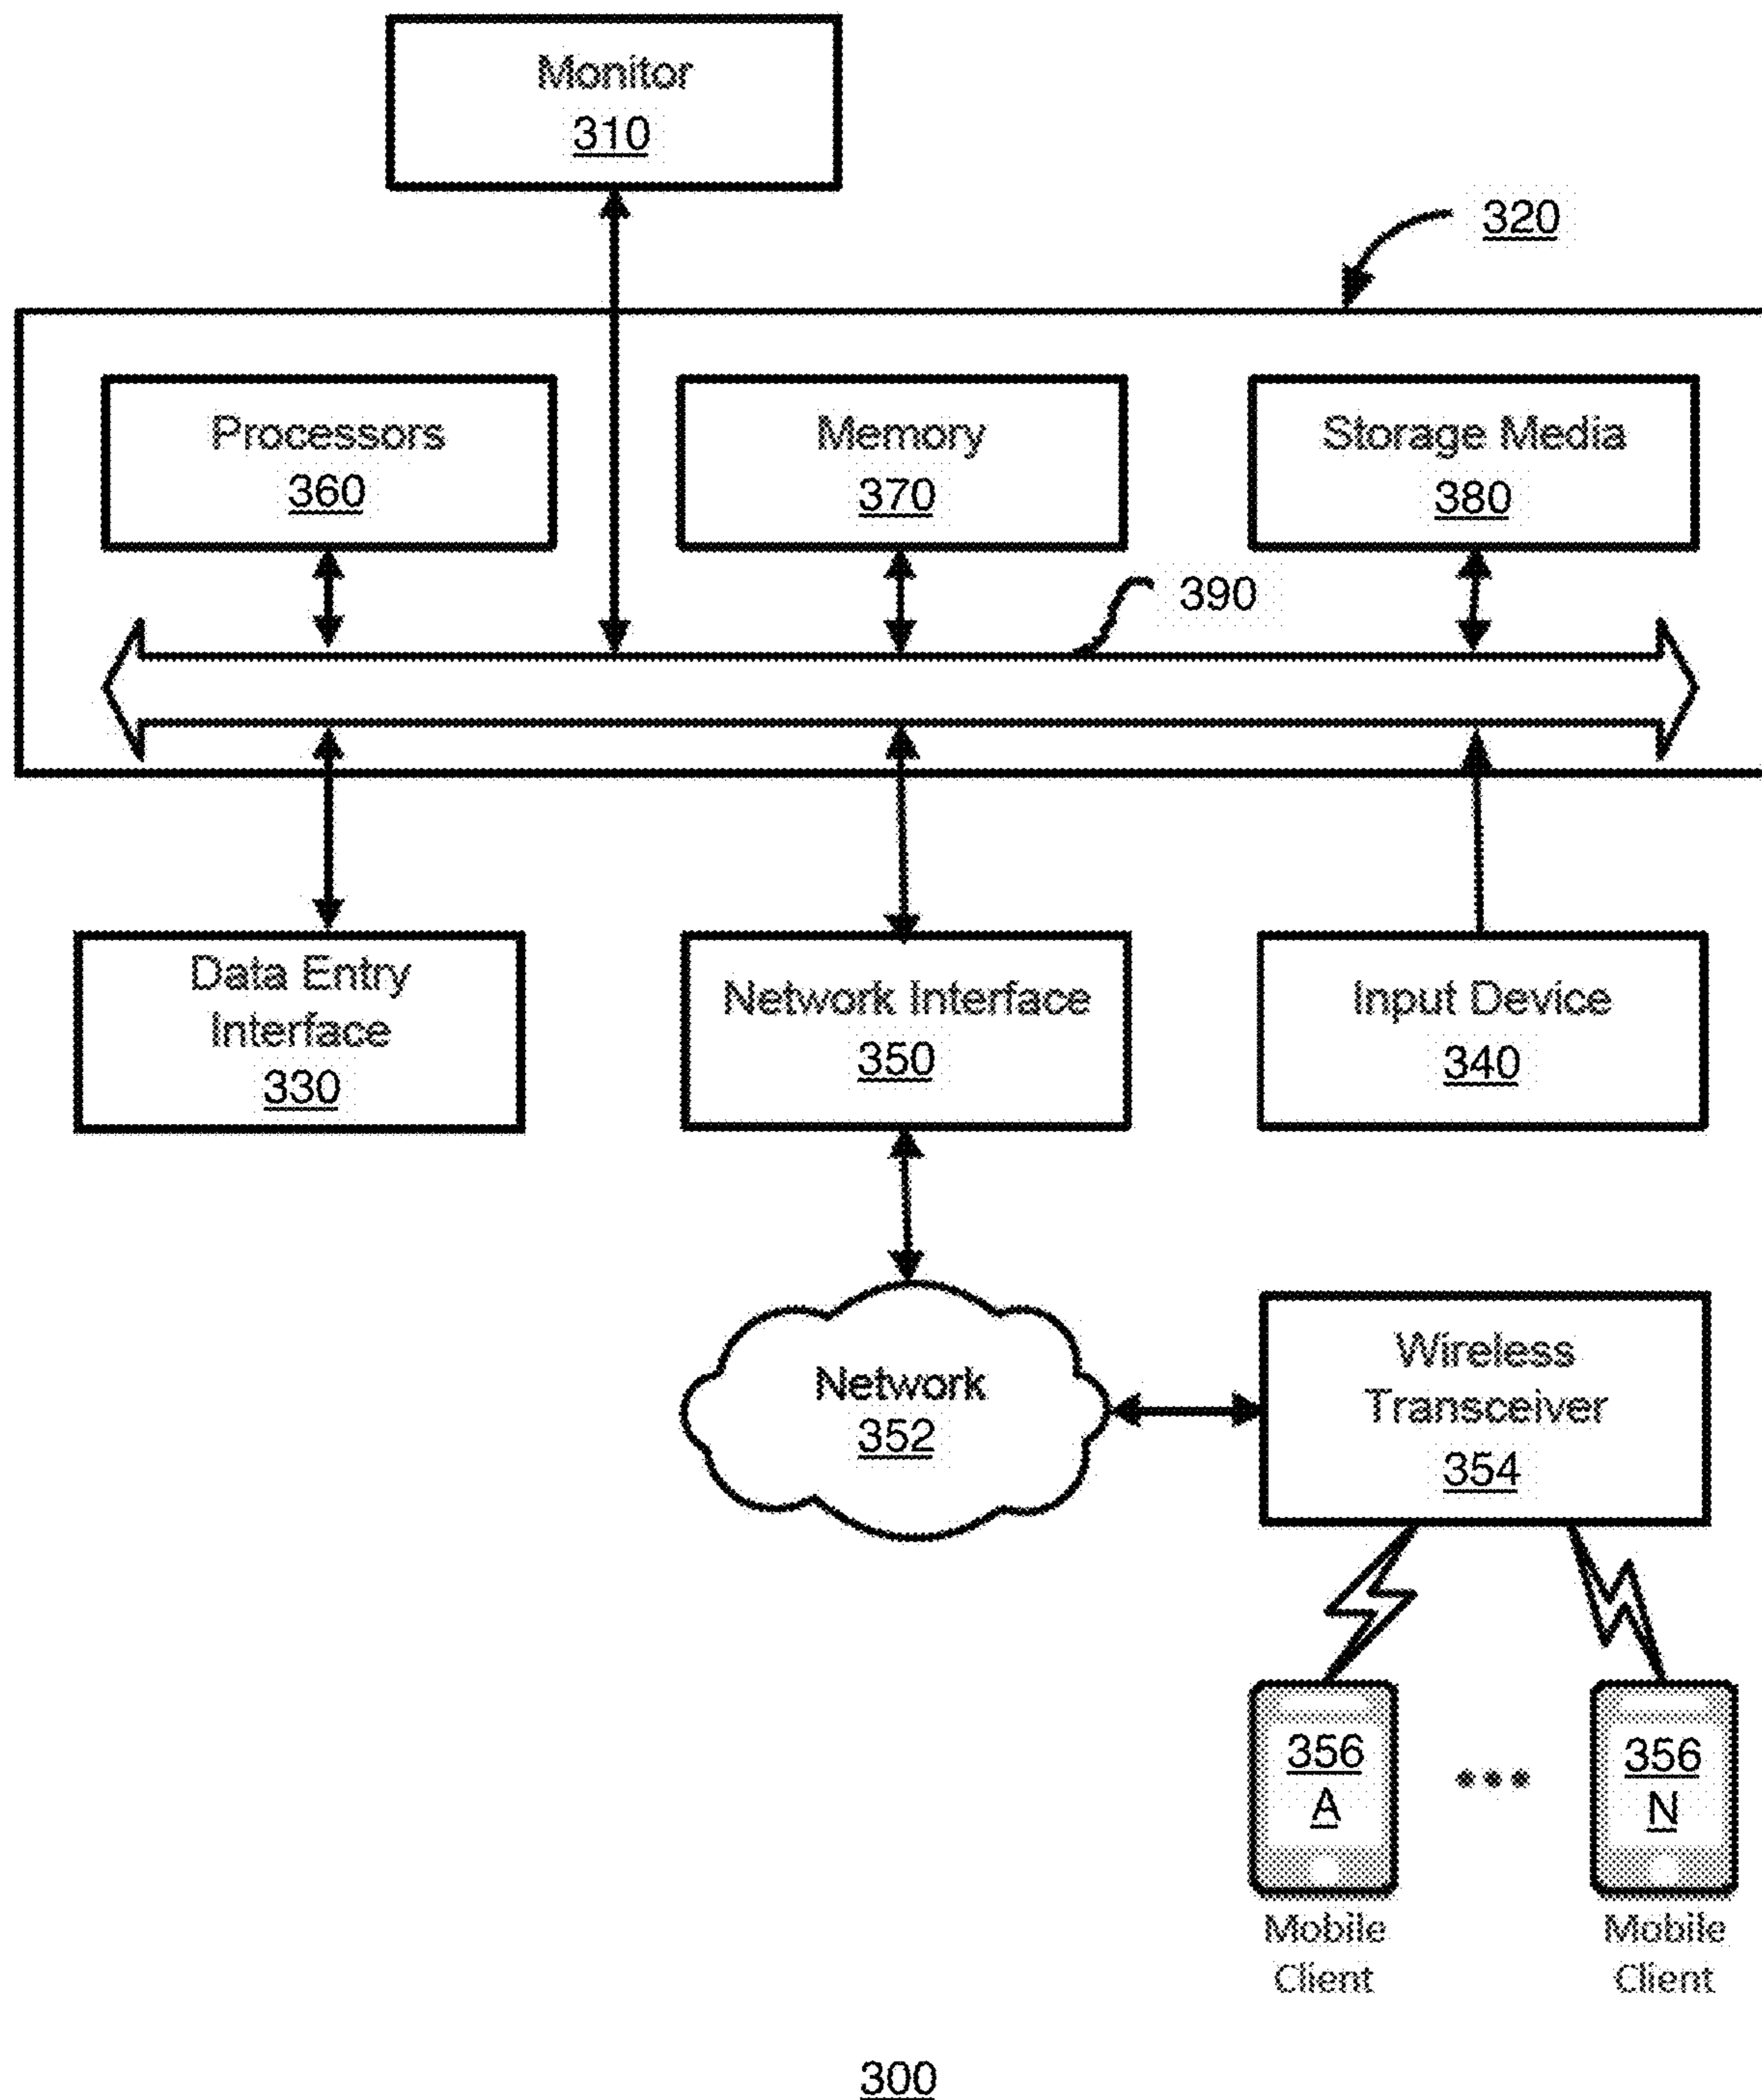 Monitor
310
320
Processors
360
Memory
370
Storage Media
380
390
Data Entry
Interface
330
Network Interface
350
Input Device
340
Network
352
Wireless
Transceiver
354
356
A
356
N
Mobile
Client
Mobile
Client
300